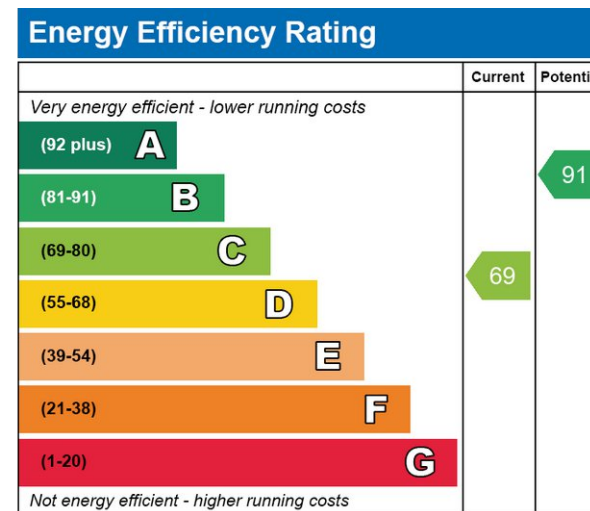 Energy Efficiency Rating
Current Potenti
Very energy efficient - lower running costs
(92 plus) A
91
(81-91) B
(69-80) C
69
(55-68) D
(39-54) E
(21-38) F
(1-20) G
Not energy efficient - higher running costs